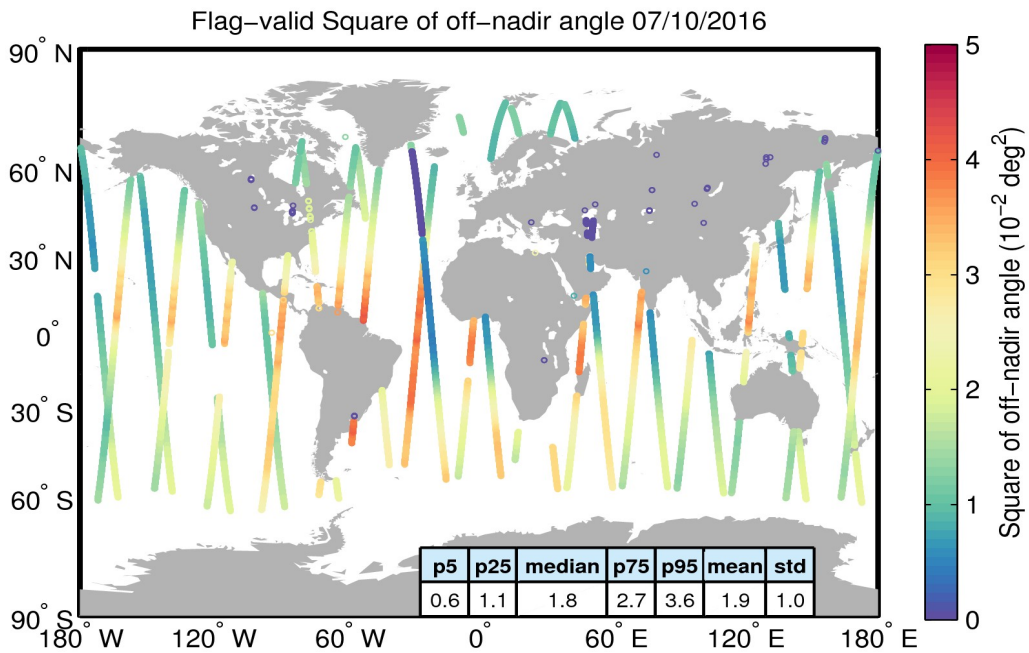 Flag−valid Square of off−nadir angle 07/10/2016
90° N
60° N
30° N
0°
30° S
60° S
90° S
180° W 120° W 60° W 0° 60° E 120° E 180° E
p5 p25 median p75 p95 mean std
0.6 1.1 1.8 2.7 3.6 1.9 1.0
5
4
3
2
1
0
Square of off−nadir angle (10⁻² deg²)